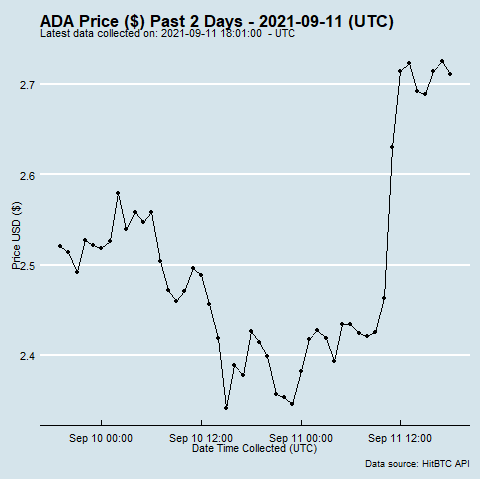 ADA Price ($) Past 2 Days - 2021-09-11 (UTC)
Latest data collected on: 2021-09-11 18:01:00  - UTC
2.7
2.6
2.5
2.4
Price USD ($)
Sep 10 00:00
Sep 10 12:00
Sep 11 00:00
Sep 11 12:00
Date Time Collected (UTC)
Data source: HitBTC API